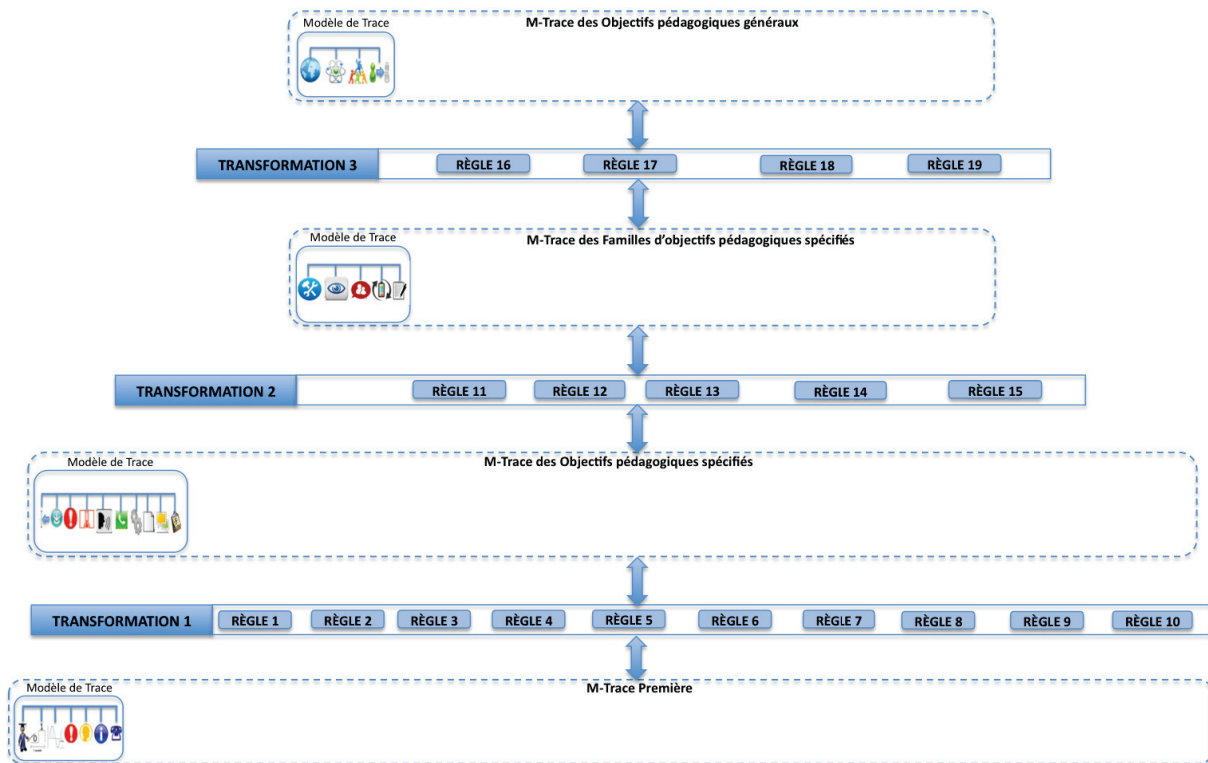 Modèle de Trace
M-Trace des Objectifs pédagogiques généraux
TRANSFORMATION 3
RÈGLE 16
RÈGLE 17
RÈGLE 18
RÈGLE 19
Modèle de Trace
M-Trace des Familles d'objectifs pédagogiques spécifiés
TRANSFORMATION 2
RÈGLE 11
RÈGLE 12
RÈGLE 13
RÈGLE 14
RÈGLE 15
Modèle de Trace
M-Trace des Objectifs pédagogiques spécifiés
TRANSFORMATION 1
RÈGLE 1
RÈGLE 2
RÈGLE 3
RÈGLE 4
RÈGLE 5
RÈGLE 6
RÈGLE 7
RÈGLE 8
RÈGLE 9
RÈGLE 10
Modèle de Trace
M-Trace Première